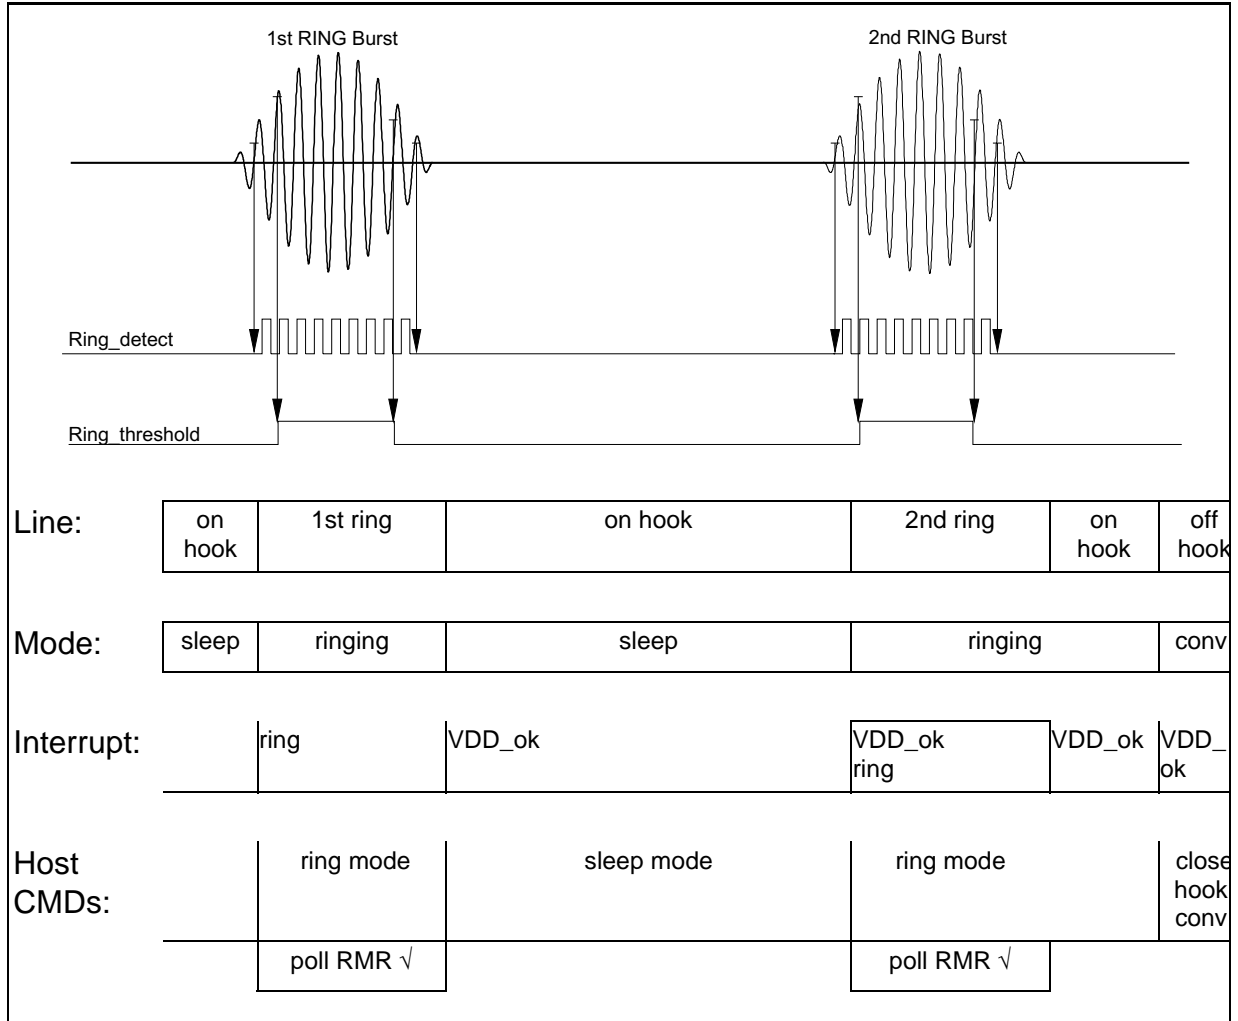 1st RING Burst
2nd RING Burst
Ring_detect
Ring_threshold
Line:
on
hook
1st ring
on hook
2nd ring
on
hook
off
hook
Mode:
sleep
ringing
sleep
ringing
conv
Interrupt:
ring
VDD_ok
VDD_ok
ring
VDD_ok
VDD_
ok
Host
CMDs:
ring mode
sleep mode
ring mode
close
hook
conv
poll RMR √
poll RMR √